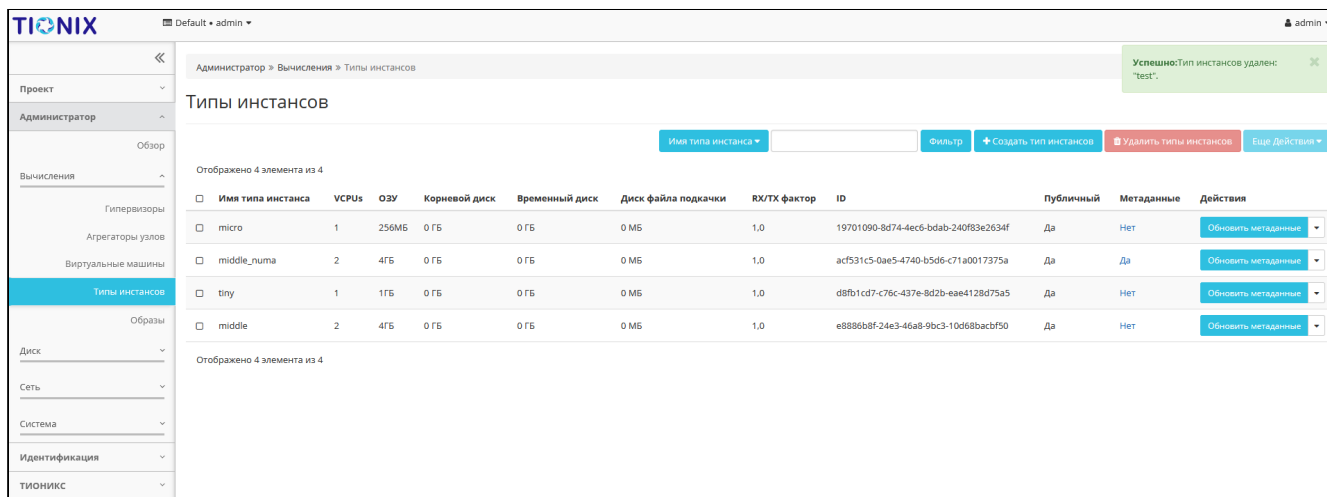 TIONIX
Default • admin
admin
Администратор » Вычисления » Типы инстансов
Успешно:Тип инстансов удален:
"test".
Проект
Администратор
Обзор
Вычисления
Гипервизоры
Агрегаторы узлов
Виртуальные машины
Типы инстансов
Образы
Диск
Сеть
Система
Идентификация
ТИОНИКС
Типы инстансов
Имя типа инстанса Фильтр Создать тип инстансов Удалить типы инстансов Еще Действия
Отображено 4 элемента из 4
Имя типа инстанса VCPUs ОЗУ Корневой диск Временный диск Диск файла подкачки RX/TX фактор ID Публичный Метаданные Действия
micro 1 256МБ 0 ГБ 0 ГБ 0 МБ 1,0 19701090-8d74-4ec6-bdab-240f83e2634f Да Нет Обновить метаданные
middle_numa 2 4ГБ 0 ГБ 0 ГБ 0 МБ 1,0 acf531c5-0ae5-4740-b5d6-c71a0017375a Да Да Обновить метаданные
tiny 1 1ГБ 0 ГБ 0 ГБ 0 МБ 1,0 d8fb1cd7-c76c-437e-8d2b-eae4128d75a5 Да Нет Обновить метаданные
middle 2 4ГБ 0 ГБ 0 ГБ 0 МБ 1,0 e8886b8f-24e3-46a8-9bc3-10d68bacbf50 Да Нет Обновить метаданные
Отображено 4 элемента из 4